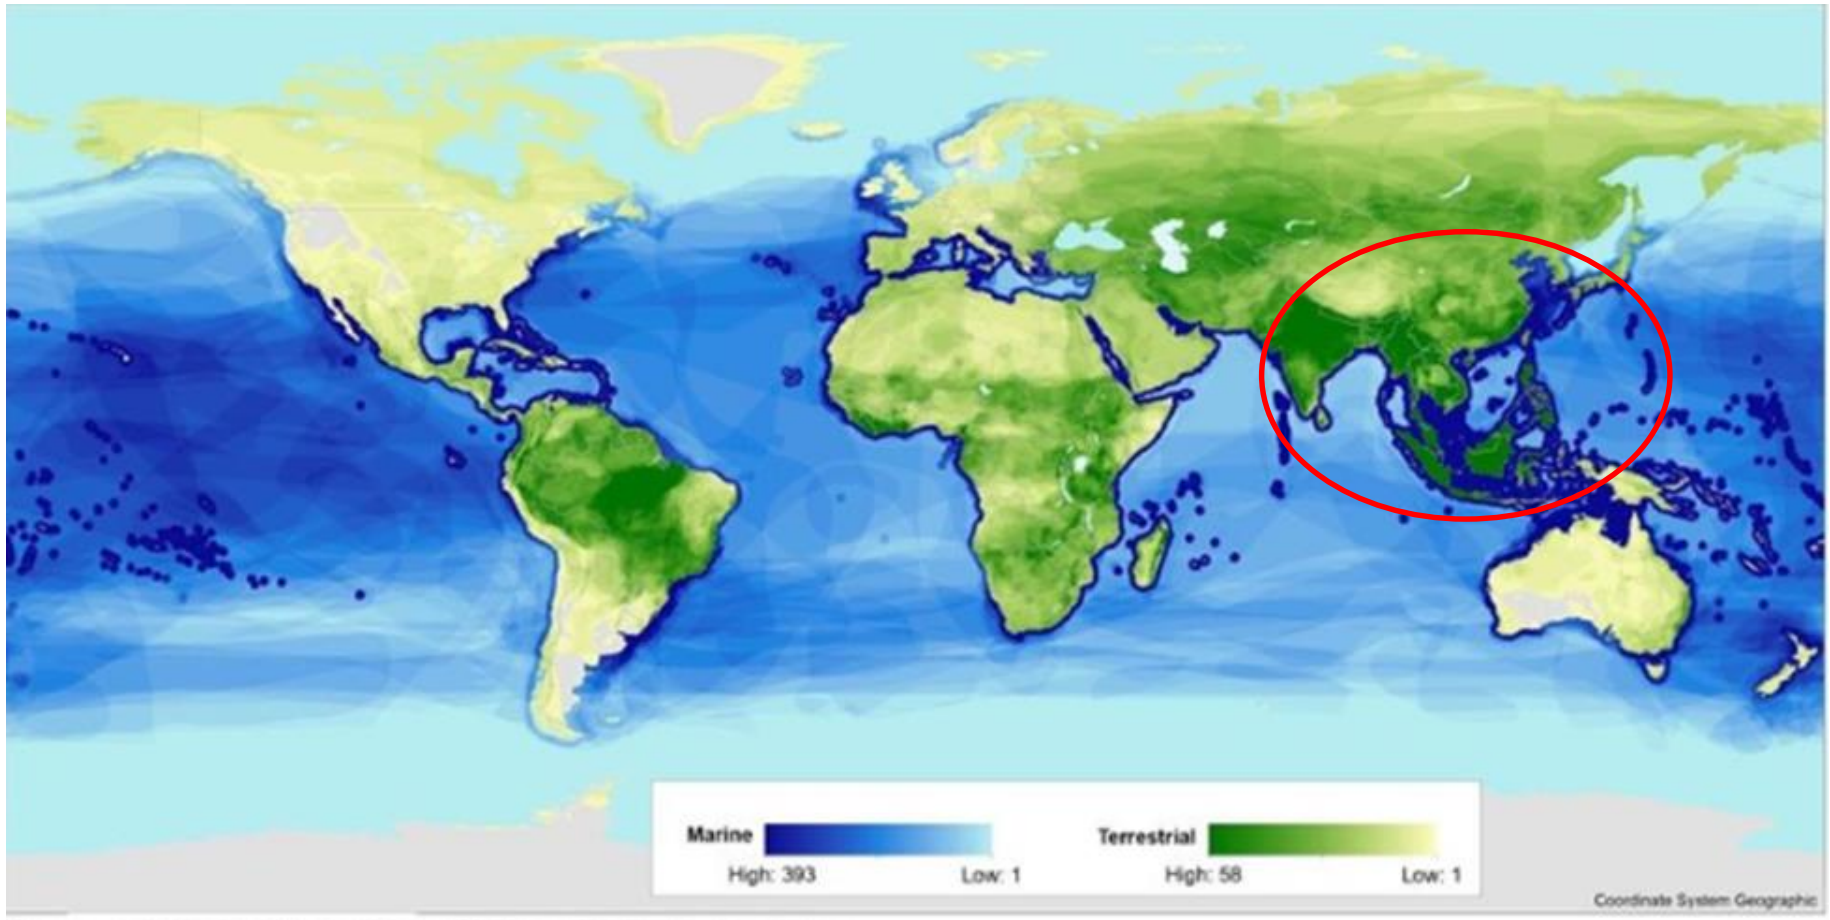 Marine
High: 393
Low: 1
Terrestrial
High: 58
Low: 1
Coordinate System Geographic